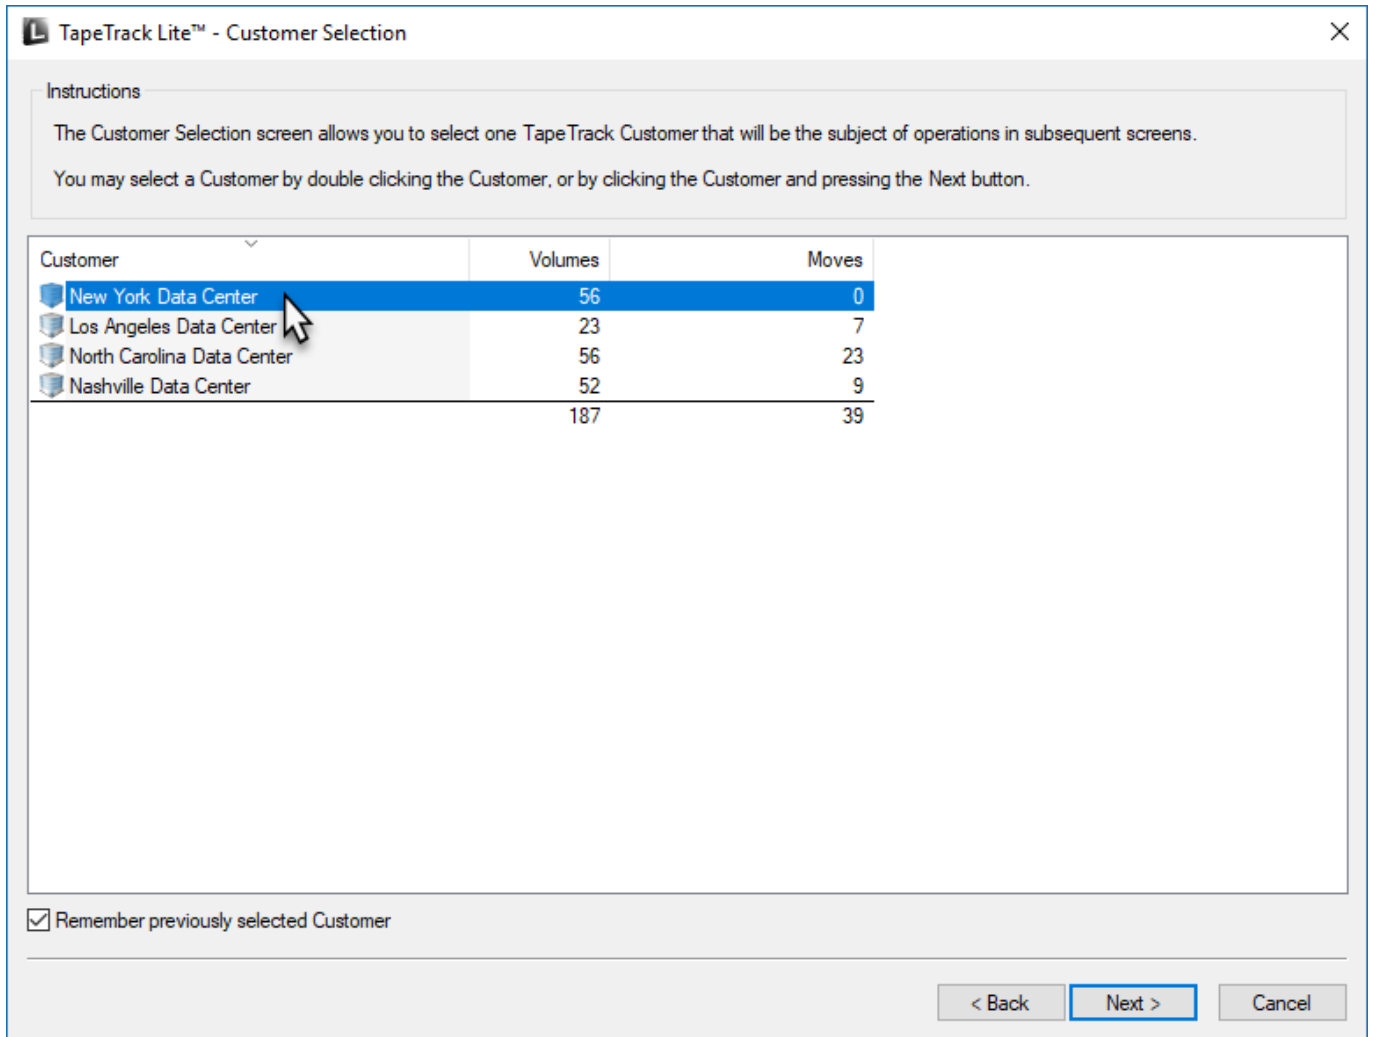 TapeTrack Lite™ - Customer Selection
Instructions
The Customer Selection screen allows you to select one TapeTrack Customer that will be the subject of operations in subsequent screens.
You may select a Customer by double clicking the Customer, or by clicking the Customer and pressing the Next button.
Customer Volumes Moves
New York Data Center 56 0
Los Angeles Data Center 23 7
North Carolina Data Center 56 23
Nashville Data Center 52 9
187 39
Remember previously selected Customer
< Back Next > Cancel